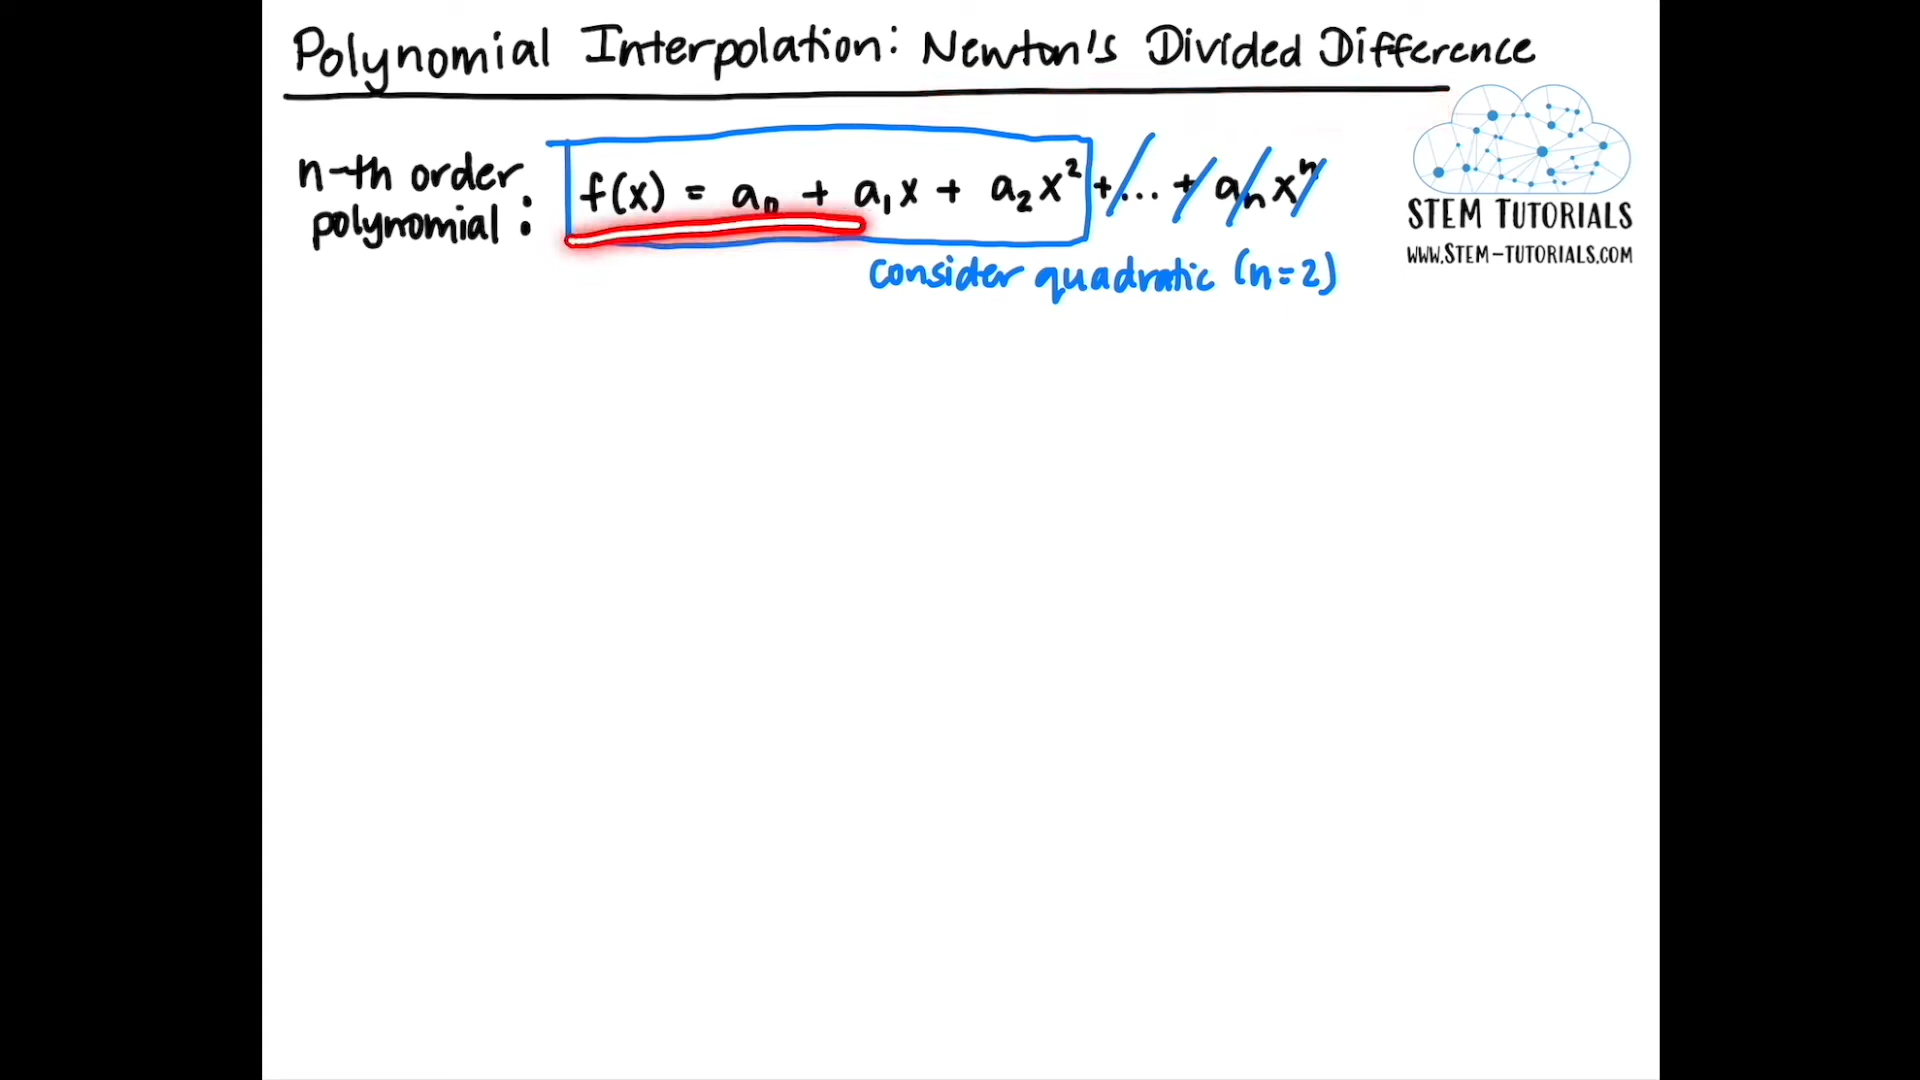 Polynomial Interpolation: Newton's Divided Difference
n-th order polynomial: f(x) = a₀ + a₁x + a₂x² + ... + aₙxⁿ
consider quadratic (n=2)
STEM TUTORIALS
WWW.STEM-TUTORIALS.COM